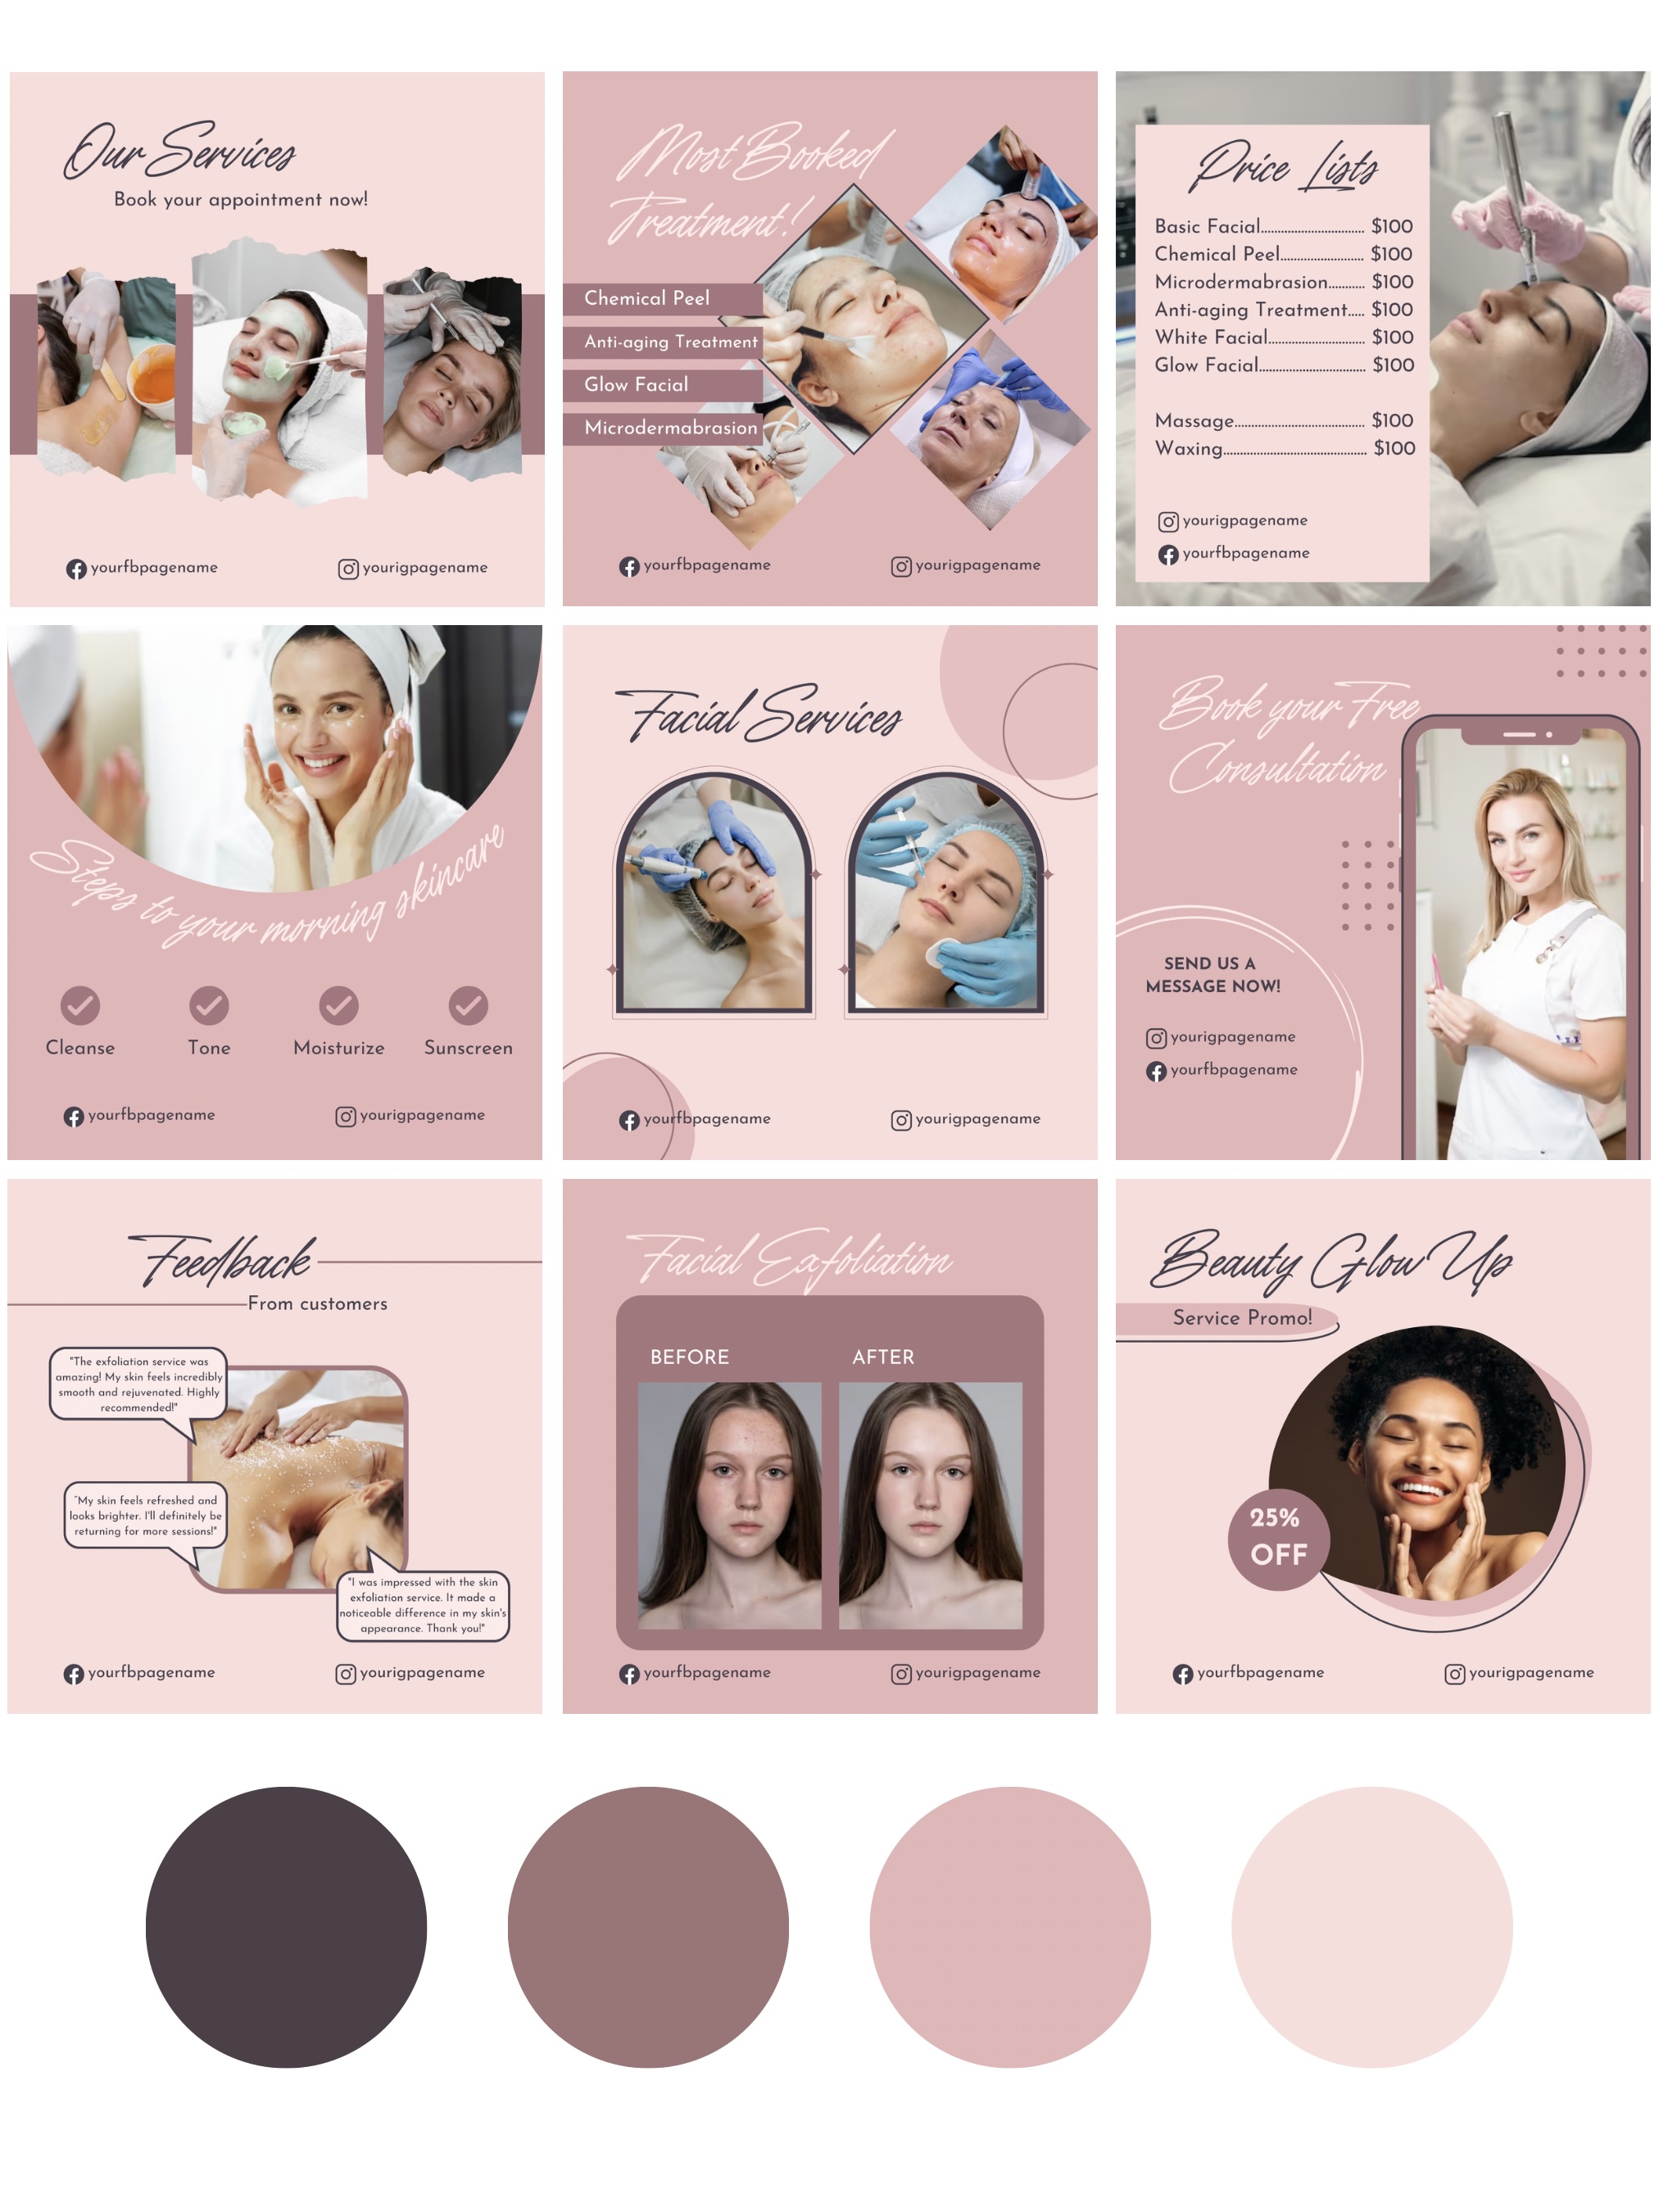 Our Services
Book your appointment now!
yourfbpagename
yourigpagename
Most Booked
Treatment!
Chemical Peel
Anti-aging Treatment
Glow Facial
Microdermabrasion
yourfbpagename
yourigpagename
Price Lists
Basic Facial............................. $100
Chemical Peel....................... $100
Microdermabrasion.......... $100
Anti-aging Treatment..... $100
White Facial........................... $100
Glow Facial.............................. $100
Massage.................................... $100
Waxing........................................ $100
yourigpagename
yourfbpagename
Steps to your morning skincare
Cleanse
Tone
Moisturize
Sunscreen
yourfbpagename
yourigpagename
Facial Services
yourfbpagename
yourigpagename
Book your Free
Consultation
SEND US A
MESSAGE NOW!
yourigpagename
yourfbpagename
Feedback
From customers
"The exfoliation service was
amazing! My skin feels incredibly
smooth and rejuvenated. Highly
recommended!"
"My skin feels refreshed and
looks brighter. I'll definitely be
returning for more sessions!"
"I was impressed with the skin
exfoliation service. It made a
noticeable difference in my skin's
appearance. Thank you!"
yourfbpagename
yourigpagename
Facial Exfoliation
BEFORE
AFTER
yourfbpagename
yourigpagename
Beauty Glow Up
Service Promo!
25%
OFF
yourfbpagename
yourigpagename